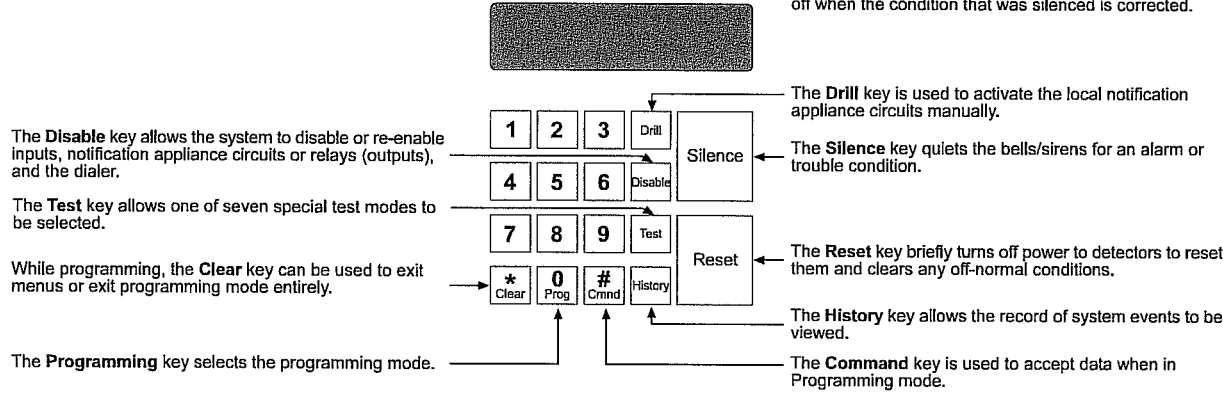 off when the condition that was silenced is corrected.
The Drill key is used to activate the local notification
appliance circuits manually.
The Disable key allows the system to disable or re-enable
inputs, notification appliance circuits or relays (outputs),
and the dialer.
The Silence key quiets the bells/sirens for an alarm or
trouble condition.
The Test key allows one of seven special test modes to
be selected.
While programming, the Clear key can be used to exit
menus or exit programming mode entirely.
The Reset key briefly turns off power to detectors to reset
them and clears any off-normal conditions.
The History key allows the record of system events to be
viewed.
The Programming key selects the programming mode.
The Command key is used to accept data when in
Programming mode.
1 2 3 Drill
Silence
4 5 6 Disable
7 8 9 Test
Reset
* 0 # History
Clear Prog Cmnd